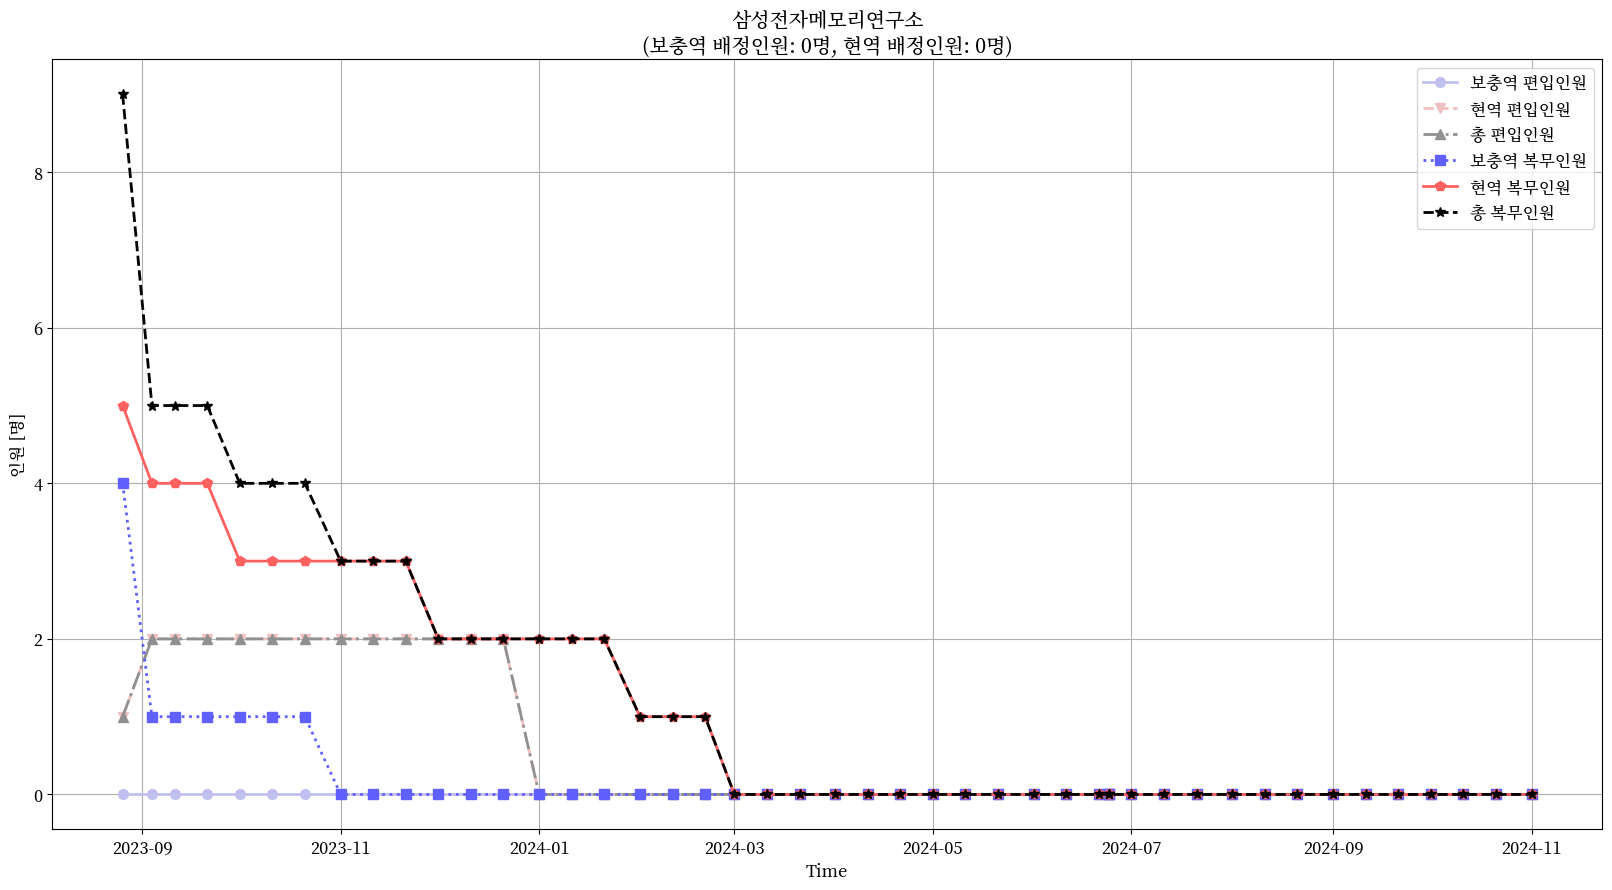 삼성전자메모리연구소
(보충역 배정인원: 0명, 현역 배정인원: 0명)
보충역 편입인원
현역 편입인원
총 편입인원
보충역 복무인원
현역 복무인원
총 복무인원
8
6
4
2
0
인원 [명]
2023-09
2023-11
2024-01
2024-03
2024-05
2024-07
2024-09
2024-11
Time